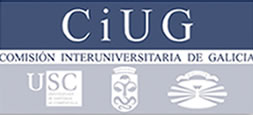 CiUG
COMISIÓN INTERUNIVERSITARIA DE GALICIA
USC